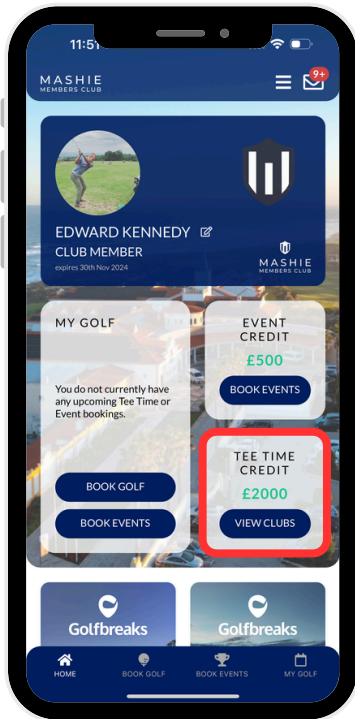 11:51
MASHIE
MEMBERS CLUB
9+
EDWARD KENNEDY
CLUB MEMBER
expires 30th Nov 2024
MASHIE
MEMBERS CLUB
MY GOLF
You do not currently have
any upcoming Tee Time or
Event bookings.
BOOK GOLF
BOOK EVENTS
EVENT
CREDIT
£500
BOOK EVENTS
TEE TIME
CREDIT
£2000
VIEW CLUBS
Golfbreaks
Golfbreaks
HOME
BOOK GOLF
BOOK EVENTS
MY GOLF